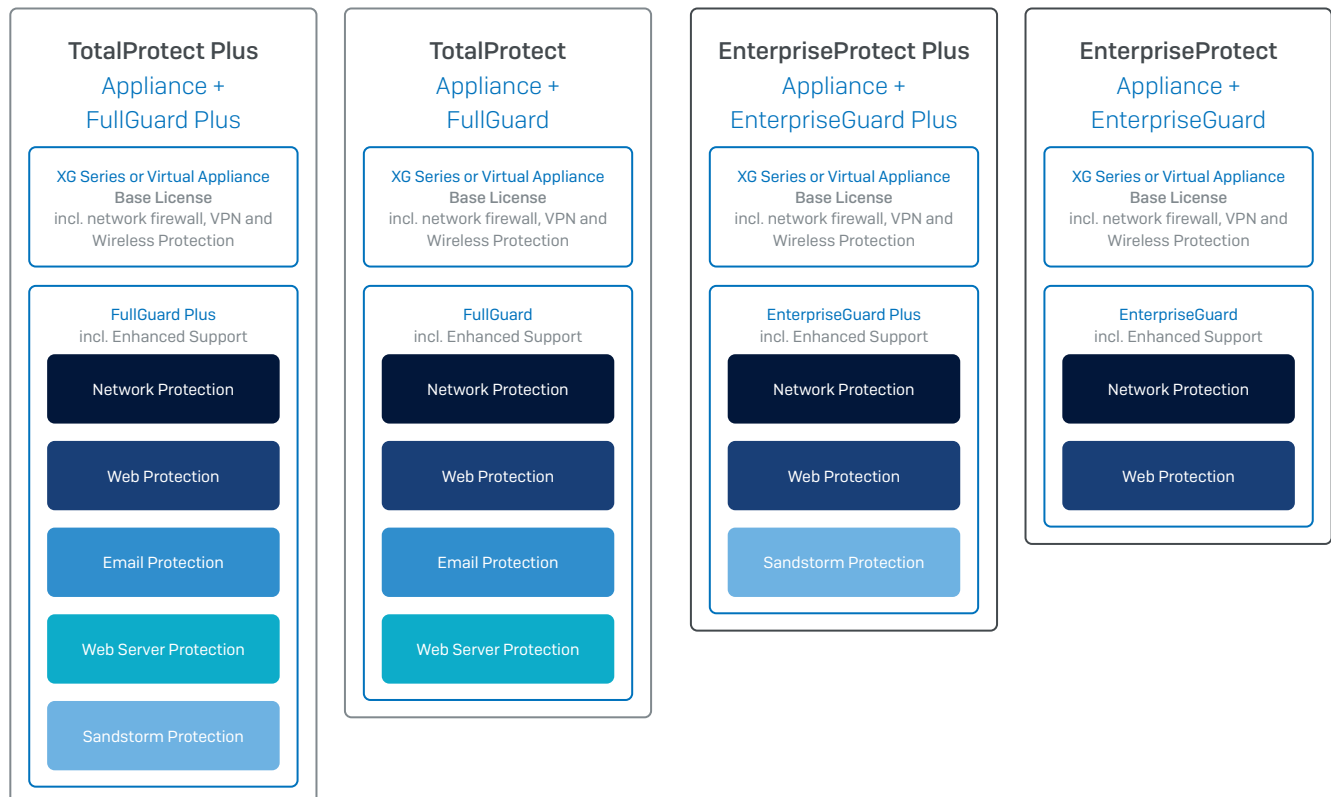 TotalProtect Plus
Appliance +
FullGuard Plus
XG Series or Virtual Appliance
Base License
incl. network firewall, VPN and
Wireless Protection
FullGuard Plus
incl. Enhanced Support
Network Protection
Web Protection
Email Protection
Web Server Protection
Sandstorm Protection
TotalProtect
Appliance +
FullGuard
XG Series or Virtual Appliance
Base License
incl. network firewall, VPN and
Wireless Protection
FullGuard
incl. Enhanced Support
Network Protection
Web Protection
Email Protection
Web Server Protection
EnterpriseProtect Plus
Appliance +
EnterpriseGuard Plus
XG Series or Virtual Appliance
Base License
incl. network firewall, VPN and
Wireless Protection
EnterpriseGuard Plus
incl. Enhanced Support
Network Protection
Web Protection
Sandstorm Protection
EnterpriseProtect
Appliance +
EnterpriseGuard
XG Series or Virtual Appliance
Base License
incl. network firewall, VPN and
Wireless Protection
EnterpriseGuard
incl. Enhanced Support
Network Protection
Web Protection